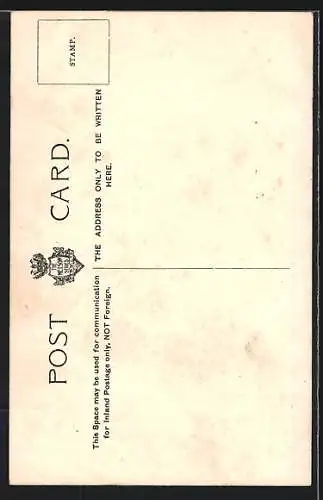 POST CARD.
STAMP.
This Space may be used for communication
for Inland Postage only, NOT Foreign.
THE ADDRESS ONLY TO BE WRITTEN
HERE.